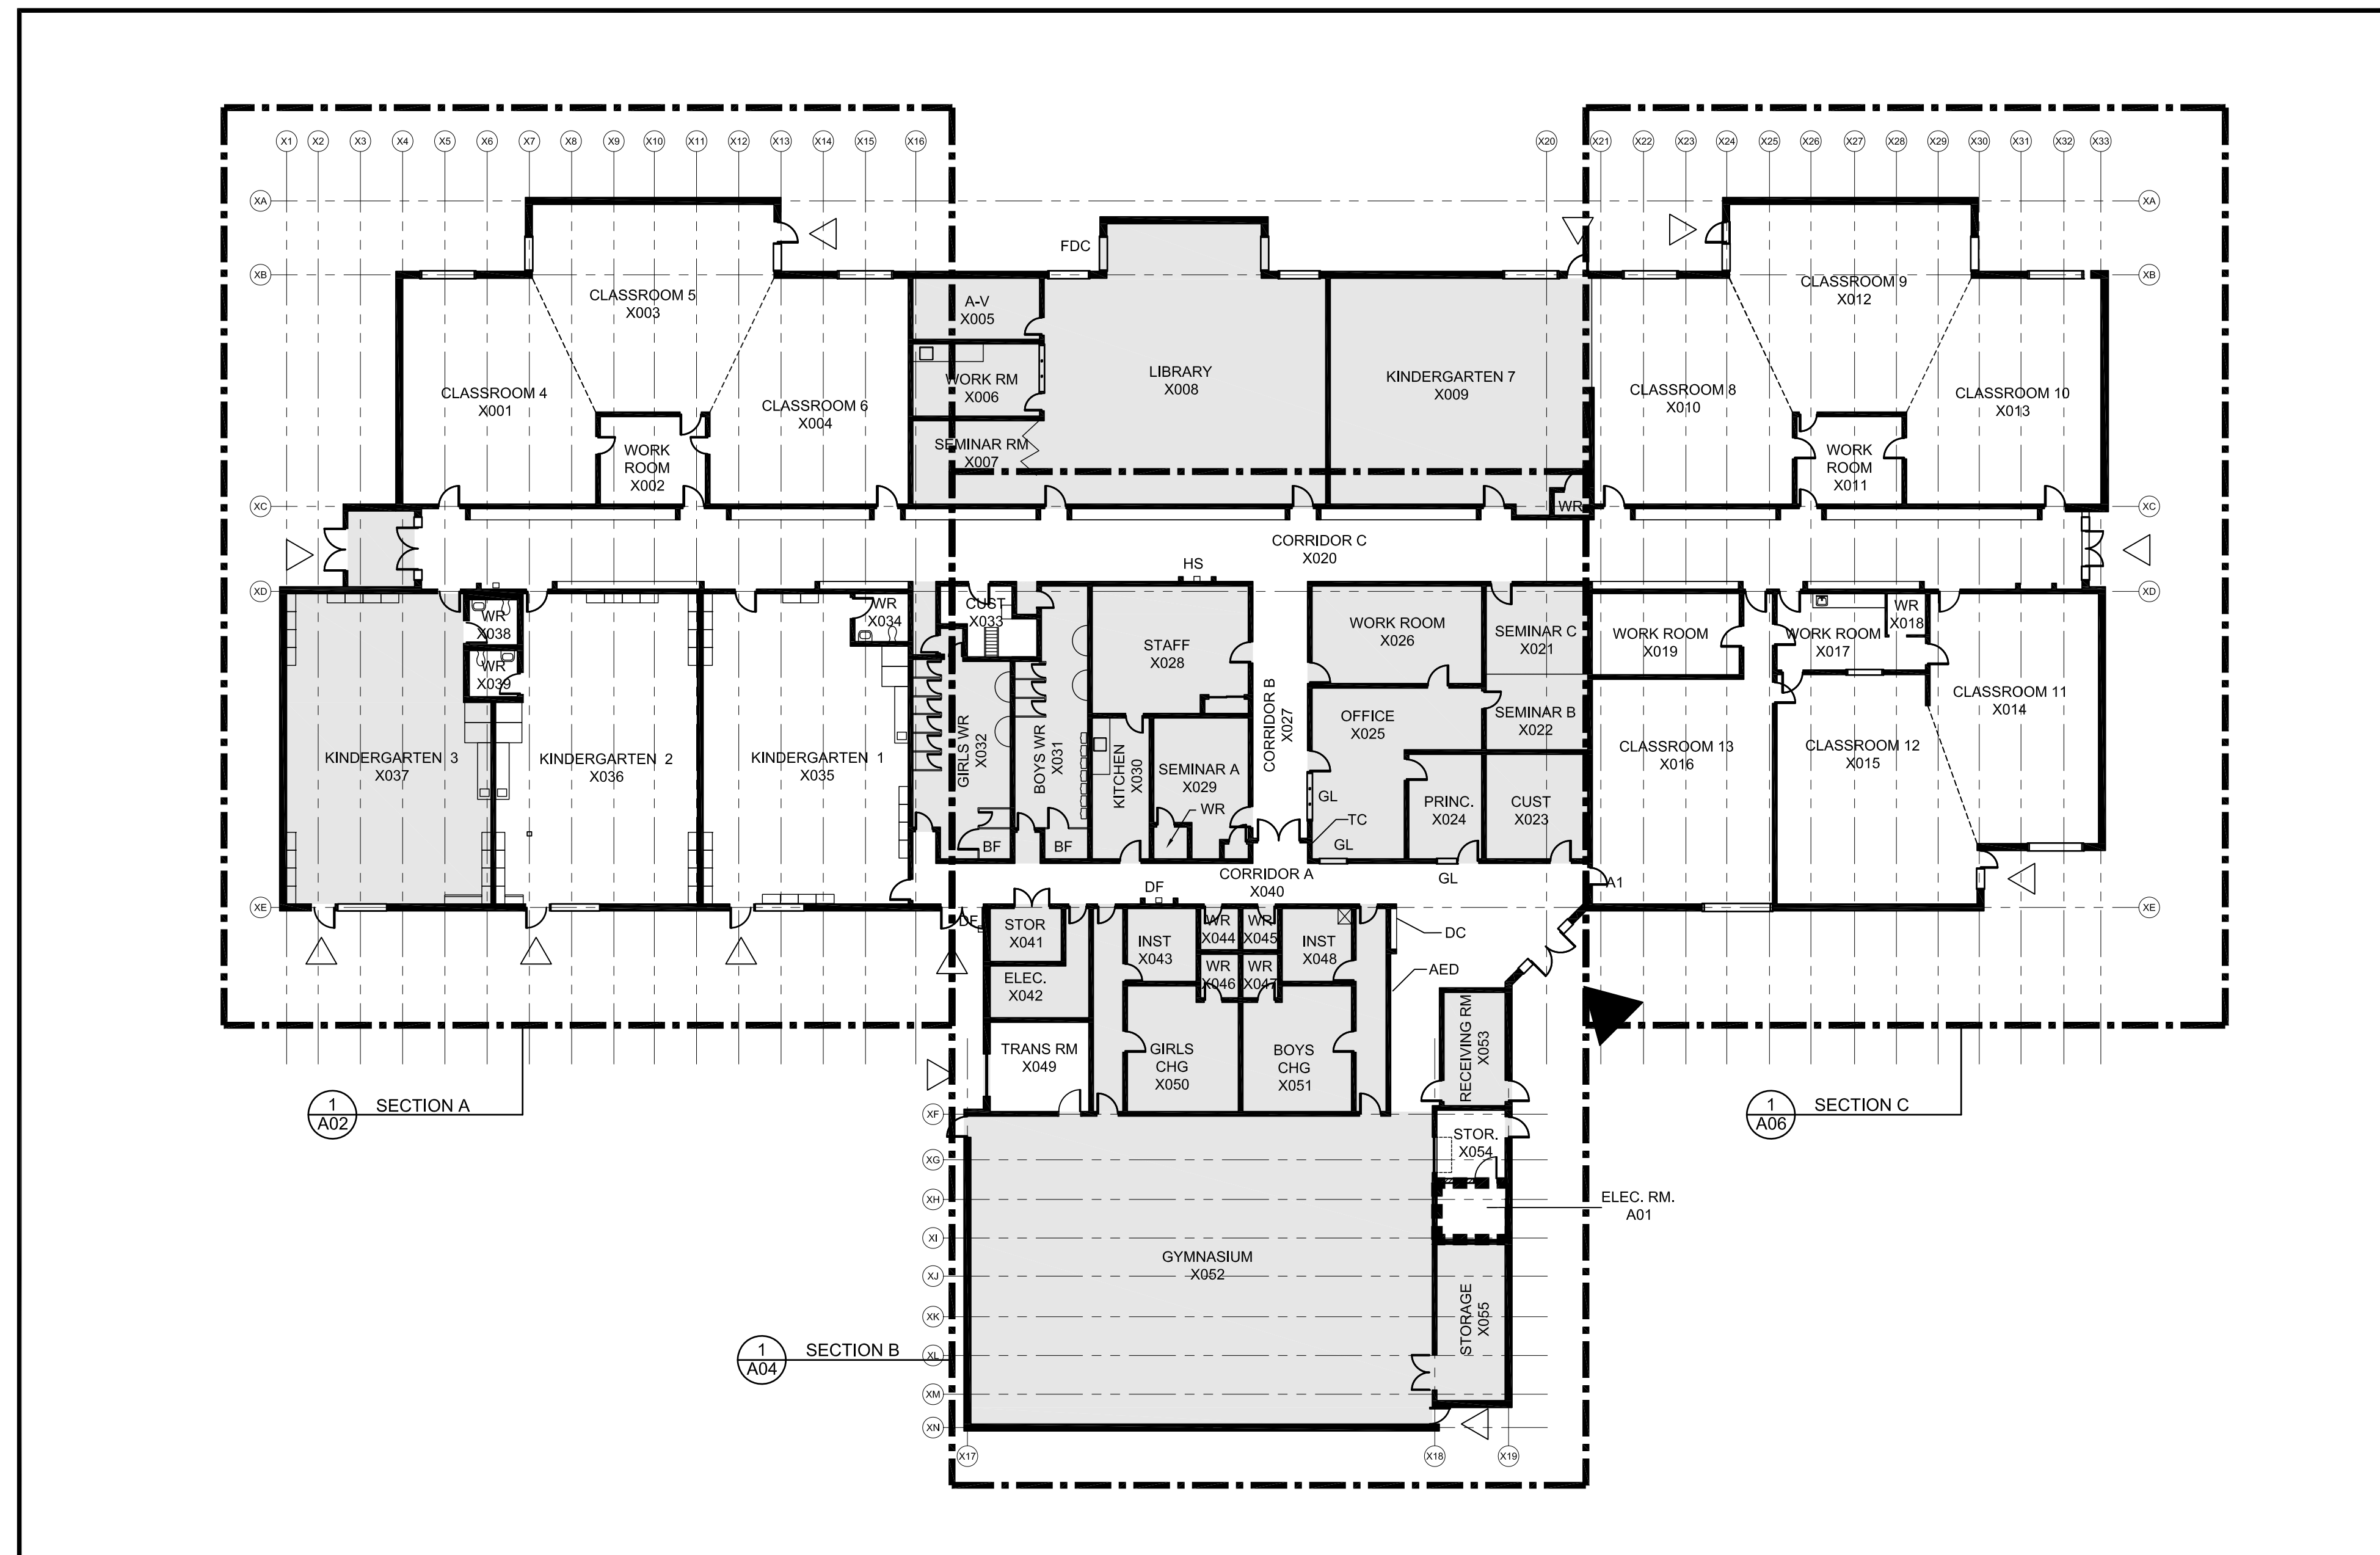 X1 X2 X3 X4 X5 X6 X7 X8 X9 X10 X11 X12 X13 X14 X15 X16 X20 X21 X22 X23 X24 X25 X26 X27 X28 X29 X30 X31 X32 X33
XA
XA
FDC
XB
XB
CLASSROOM 5
X003
A-V
X005
CLASSROOM 9
X012
CLASSROOM 4
X001
CLASSROOM 6
X004
WORK RM
X006
LIBRARY
X008
KINDERGARTEN 7
X009
CLASSROOM 8
X010
CLASSROOM 10
X013
WORK
ROOM
X002
SEMINAR RM
X007
WORK
ROOM
X011
WR
XC
XC
CORRIDOR C
X020
HS
XD
XD
WR
X038
WR
X039
WR
X034
CUST
X033
STAFF
X028
WORK ROOM
X026
SEMINAR C
X021
WORK ROOM
X019
WORK ROOM
X017
WR
X018
KINDERGARTEN 3
X037
KINDERGARTEN 2
X036
KINDERGARTEN 1
X035
GIRLS WR
X032
BOYS WR
X031
KITCHEN
X030
SEMINAR A
X029
WR
CORRIDOR B
X027
OFFICE
X025
SEMINAR B
X022
CLASSROOM 13
X016
CLASSROOM 12
X015
CLASSROOM 11
X014
GL
TC
GL
PRINC.
X024
CUST
X023
BF
BF
CORRIDOR A
X040
GL
A1
XE
XE
DF
DF
STOR
X041
INST
X043
WR
X044
WR
X045
INST
X048
DC
AED
ELEC.
X042
WR
X046
WR
X047
TRANS RM
X049
GIRLS
CHG
X050
BOYS
CHG
X051
RECEIVING RM
X053
1
A02
SECTION A
1
A06
SECTION C
XF
STOR.
X054
XG
XH
ELEC. RM.
A01
XI
GYMNASIUM
X052
XJ
XK
STORAGE
X055
1
A04
SECTION B
XL
XM
XN
X17 X18 X19